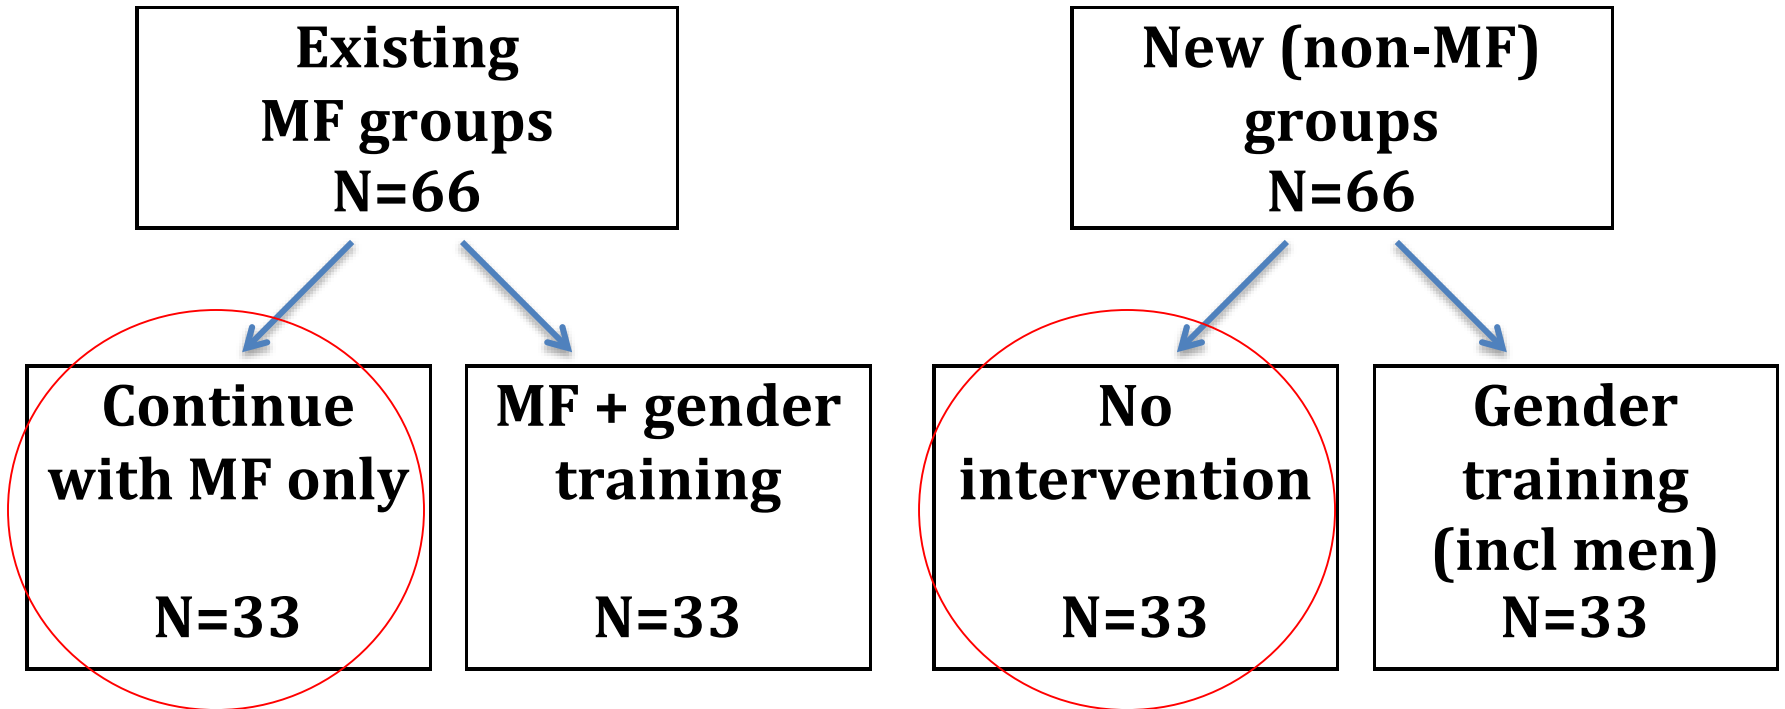 Existing
MF groups
N=66
New (non-MF)
groups
N=66
Continue
with MF only
N=33
MF + gender
training
N=33
No
intervention
N=33
Gender
training
(incl men)
N=33